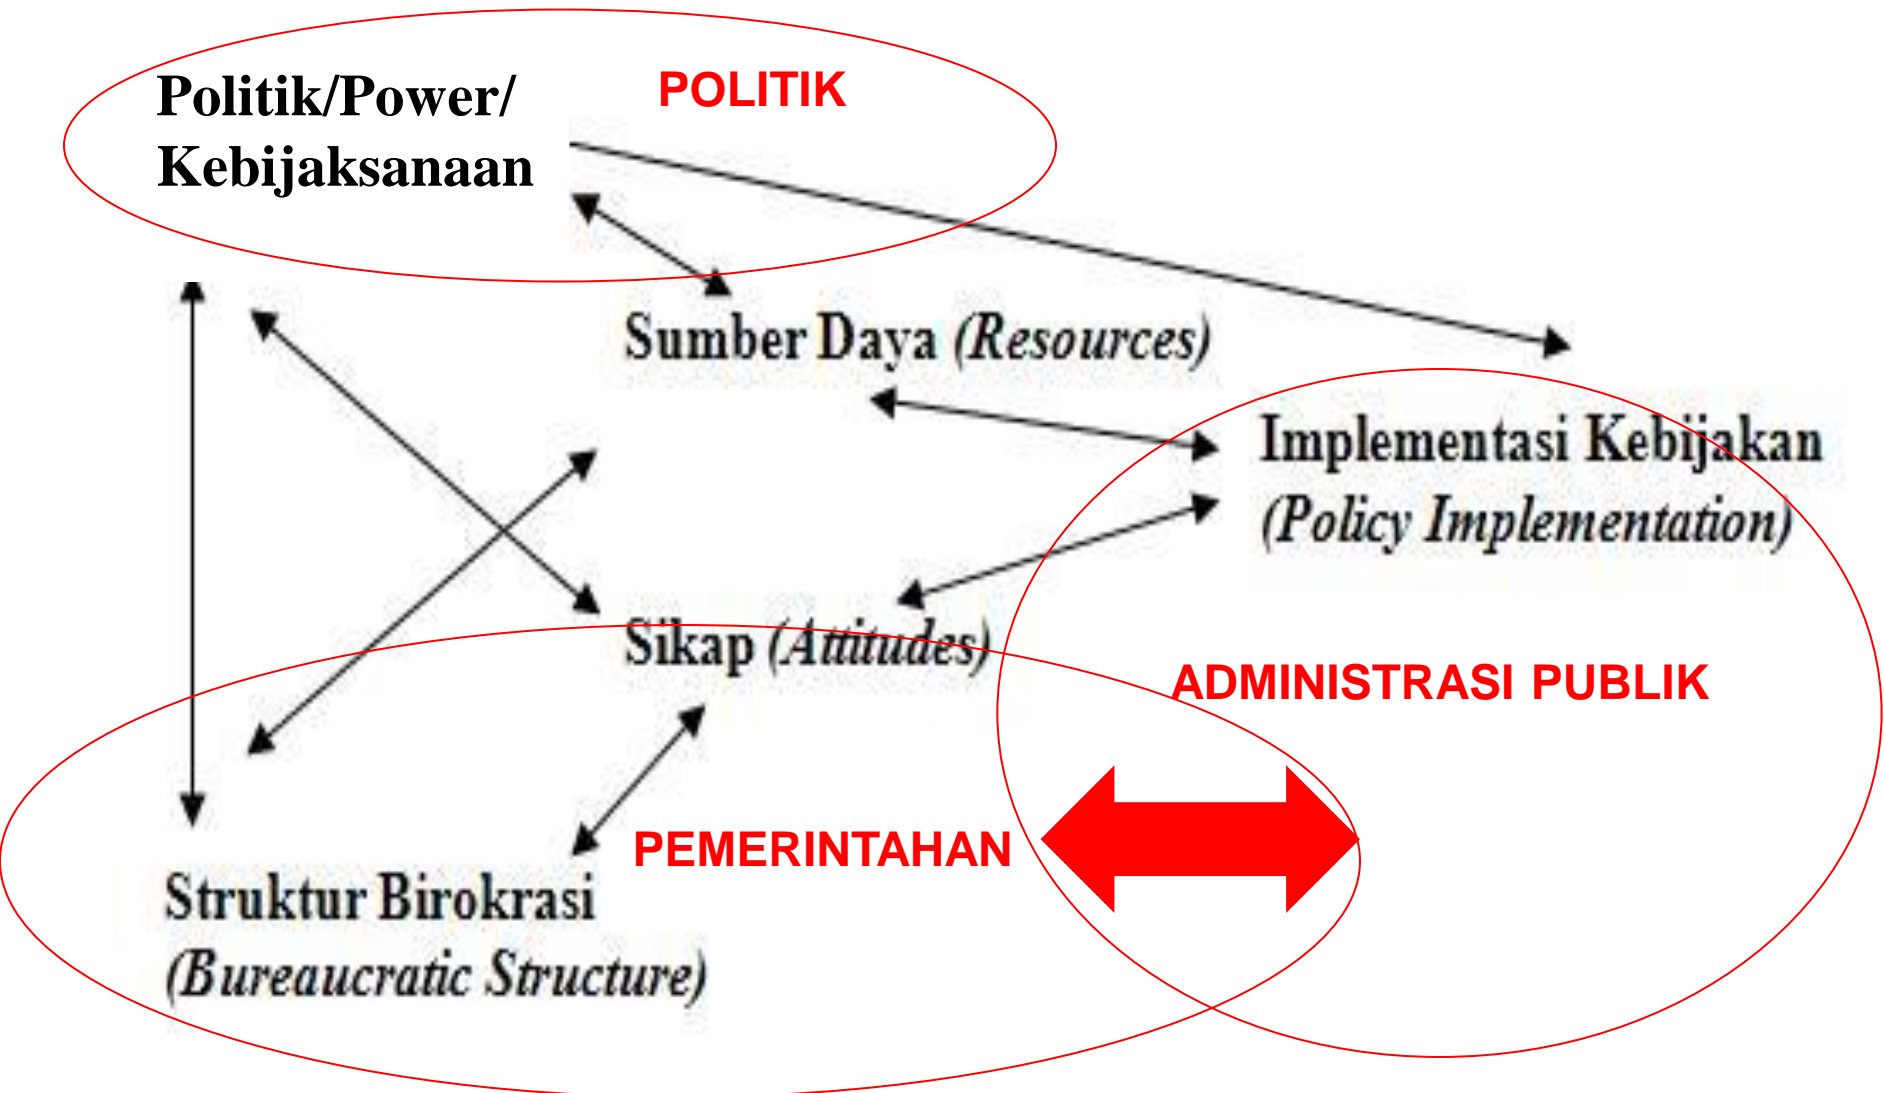 Politik/Power/
Kebijaksanaan
POLITIK
Sumber Daya (Resources)
Implementasi Kebijakan
(Policy Implementation)
Sikap (Attitudes)
ADMINISTRASI PUBLIK
PEMERINTAHAN
Struktur Birokrasi
(Bureaucratic Structure)